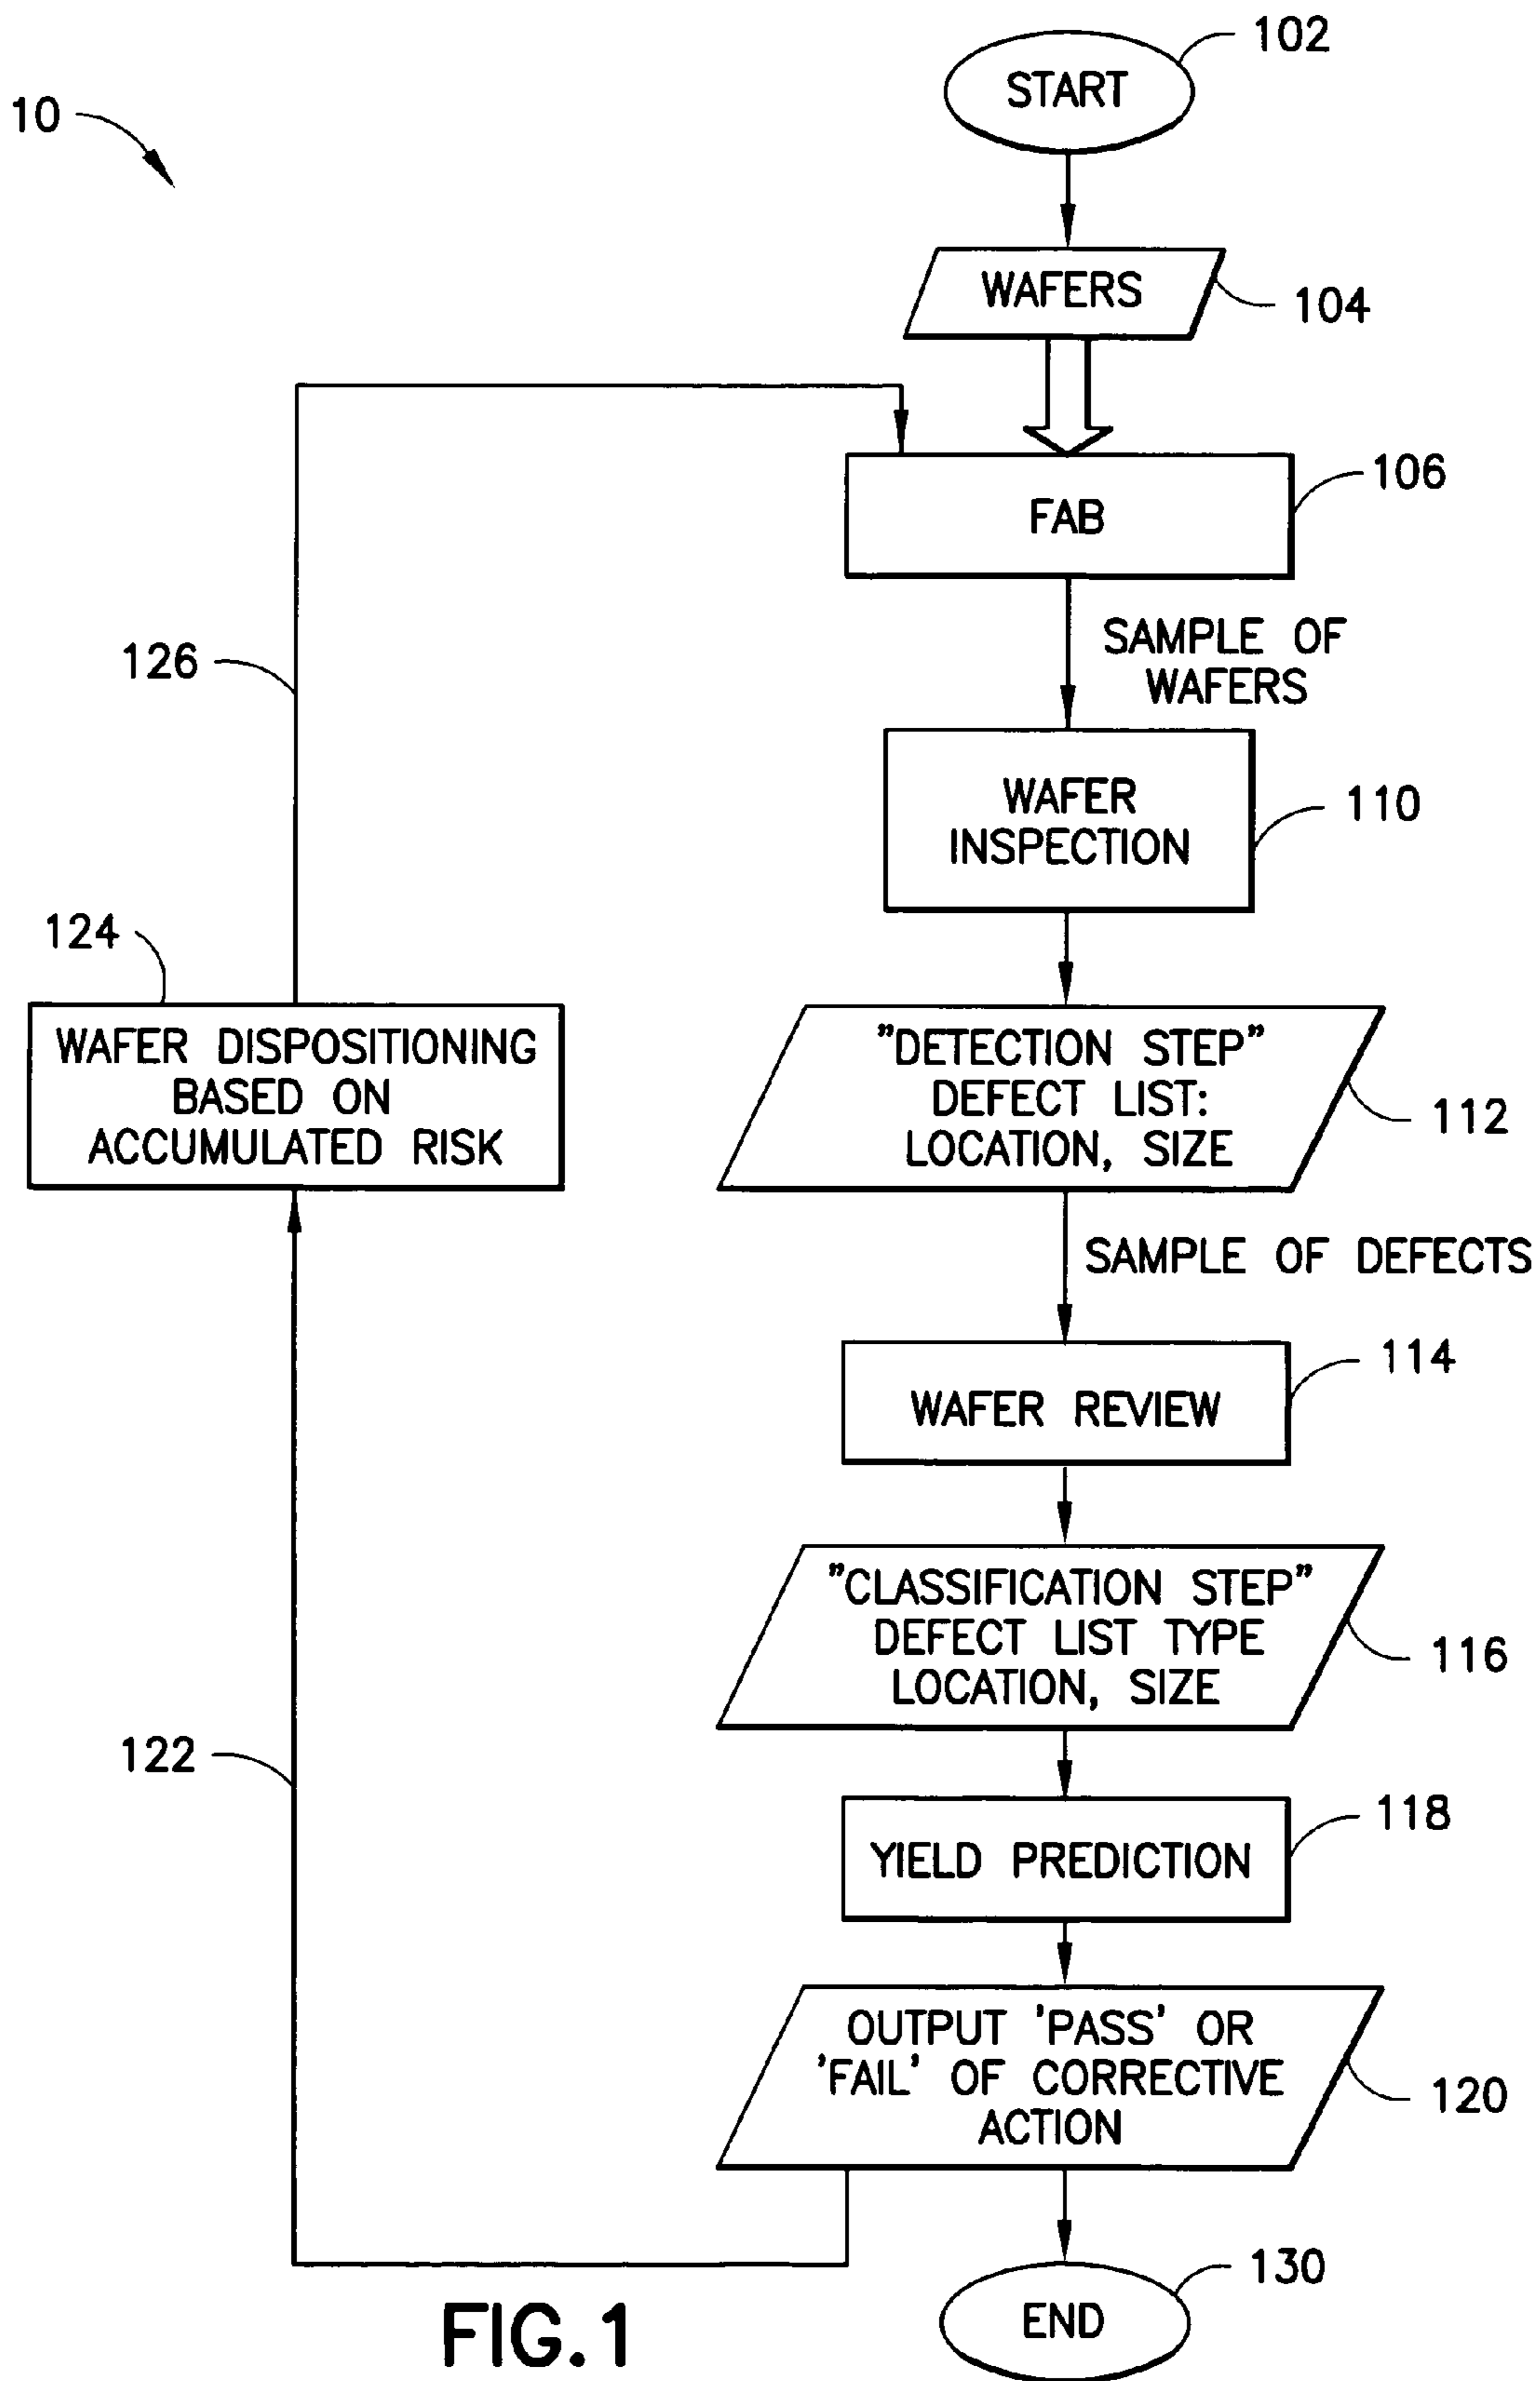 10
START
102
WAFERS
104
FAB
106
SAMPLE OF
WAFERS
126
WAFER
INSPECTION
110
124
WAFER DISPOSITIONING
BASED ON
ACCUMULATED RISK
"DETECTION STEP"
DEFECT LIST:
LOCATION, SIZE
112
SAMPLE OF DEFECTS
WAFER REVIEW
114
"CLASSIFICATION STEP"
DEFECT LIST TYPE
LOCATION, SIZE
116
122
YIELD PREDICTION
118
OUTPUT 'PASS' OR
'FAIL' OF CORRECTIVE
ACTION
120
END
130
FIG.1